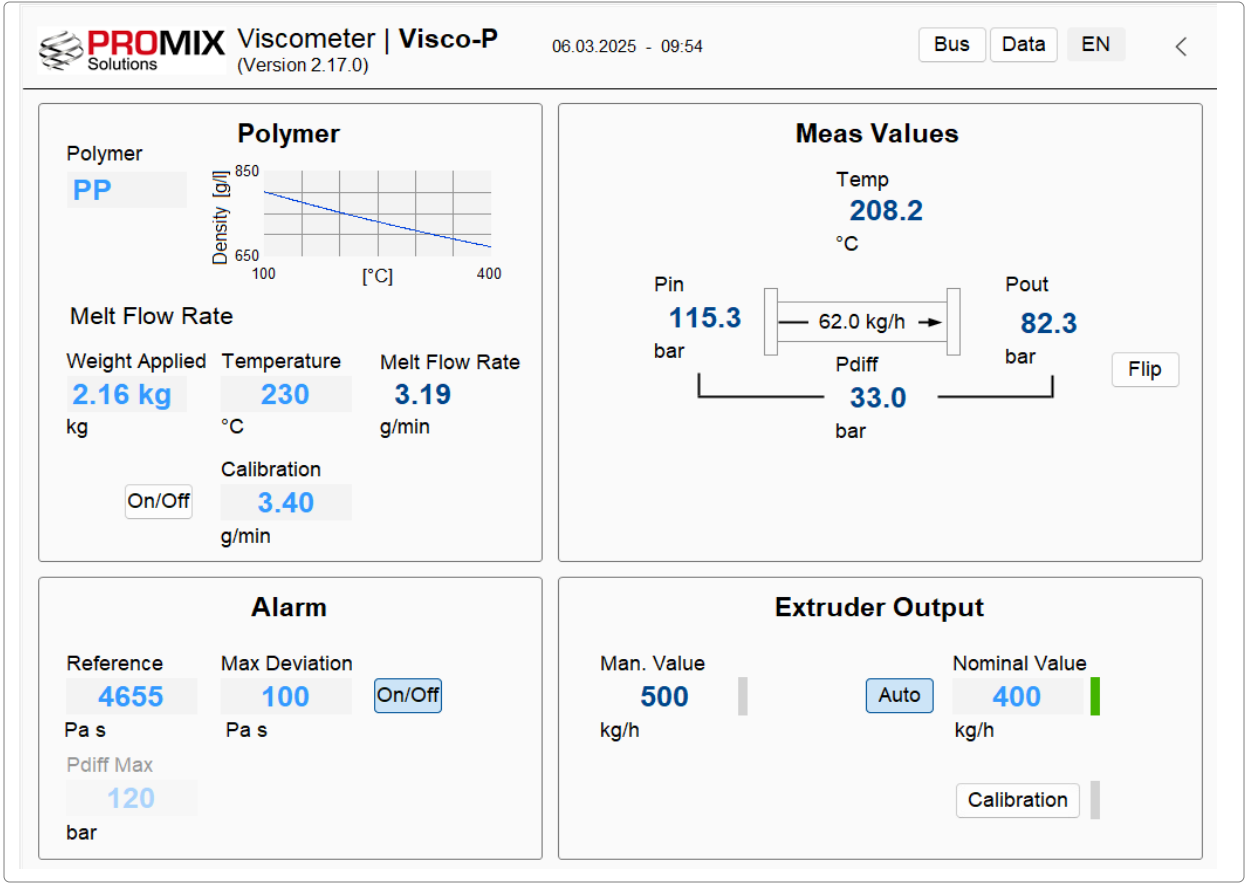 PROMIX
Solutions
Viscometer | Visco-P
(Version 2.17.0)
06.03.2025 - 09:54
Bus
Data
EN
Polymer
Polymer
PP
Density [g/l]
850
650
100
[°C]
400
Melt Flow Rate
Weight Applied
2.16 kg
kg
Temperature
230
°C
Melt Flow Rate
3.19
g/min
On/Off
Calibration
3.40
g/min
Meas Values
Temp
208.2
°C
Pin
115.3
bar
62.0 kg/h
Pout
82.3
bar
Pdiff
33.0
bar
Flip
Alarm
Reference
4655
Pa s
Max Deviation
100
Pa s
On/Off
Pdiff Max
120
bar
Extruder Output
Man. Value
500
kg/h
Auto
Nominal Value
400
kg/h
Calibration